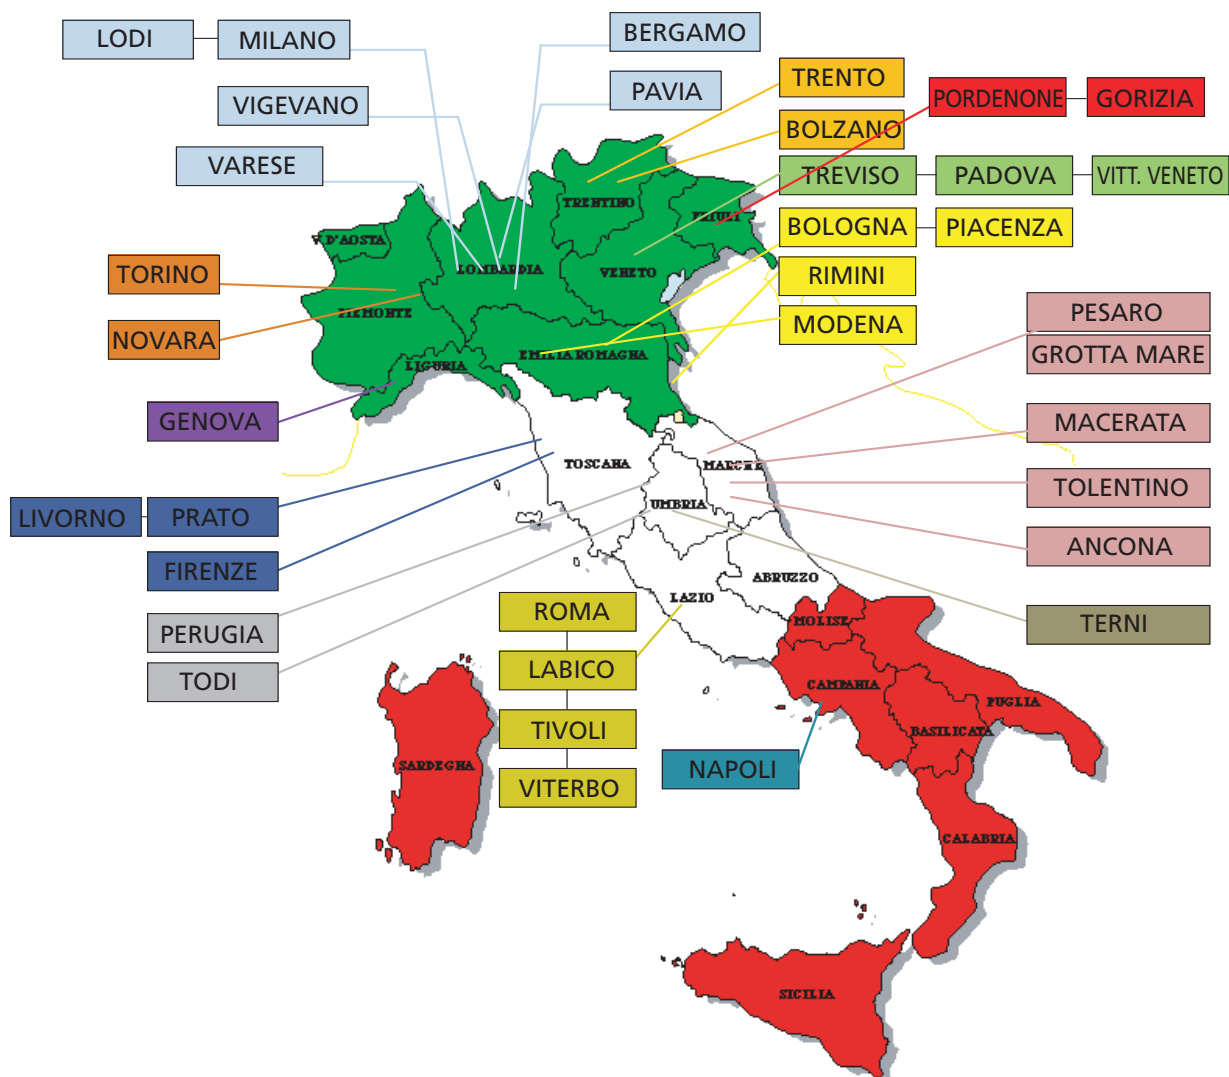 LODI
MILANO
BERGAMO
VIGEVANO
PAVIA
VARESE
TRENTO
BOLZANO
PORDENONE
GORIZIA
TREVISO
PADOVA
VITT. VENETO
BOLOGNA
PIACENZA
RIMINI
MODENA
TORINO
NOVARA
GENOVA
PESARO
GROTTA MARE
MACERATA
TOLENTINO
ANCONA
TERNI
LIVORNO
PRATO
FIRENZE
PERUGIA
TODI
ROMA
LABICO
TIVOLI
VITERBO
NAPOLI
V. D'AOSTA
PIEMONTE
LOMBARDIA
TRENTINO
FRIULI
VENETO
LIGURIA
EMILIA ROMAGNA
TOSCANA
MARCHE
UMBRIA
LAZIO
ABRUZZO
MOLISE
CAMPANIA
PUGLIA
BASILICATA
CALABRIA
SARDEGNA
SICILIA